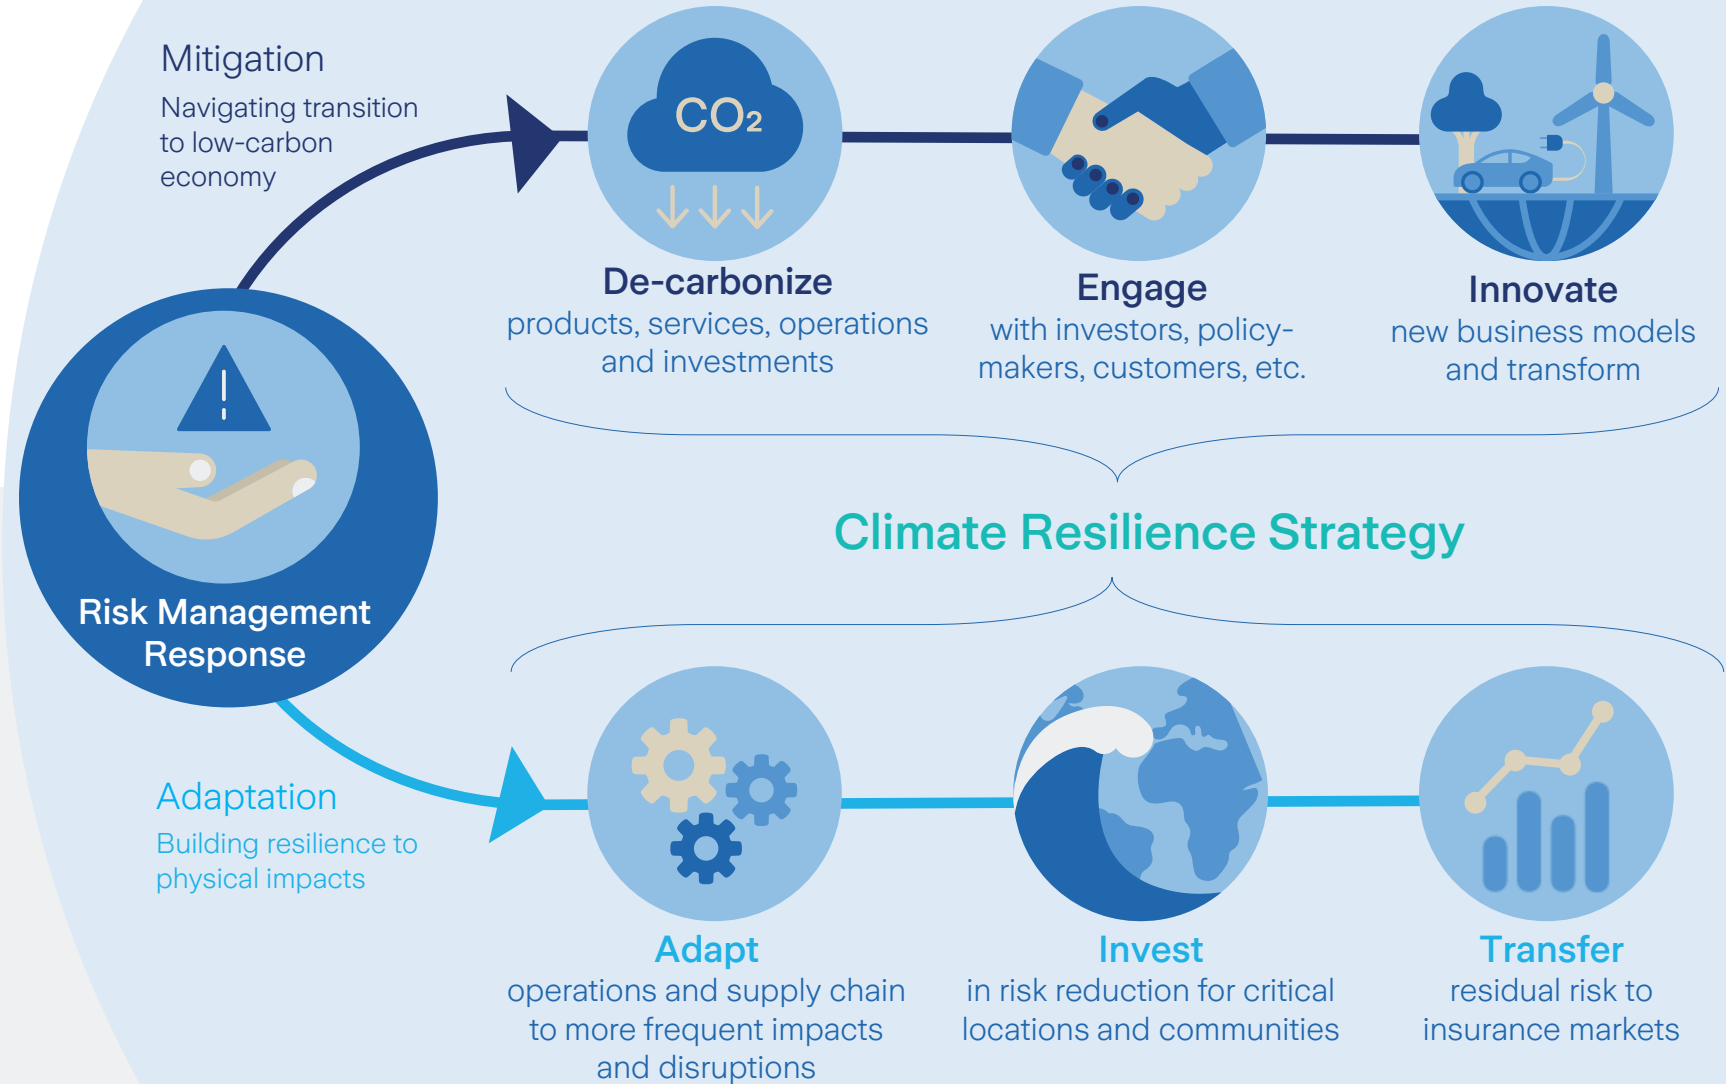 Mitigation
Navigating transition
to low-carbon
economy
CO₂
De-carbonize
products, services, operations
and investments
Engage
with investors, policy-
makers, customers, etc.
Innovate
new business models
and transform
Risk Management
Response
Climate Resilience Strategy
Adaptation
Building resilience to
physical impacts
Adapt
operations and supply chain
to more frequent impacts
and disruptions
Invest
in risk reduction for critical
locations and communities
Transfer
residual risk to
insurance markets